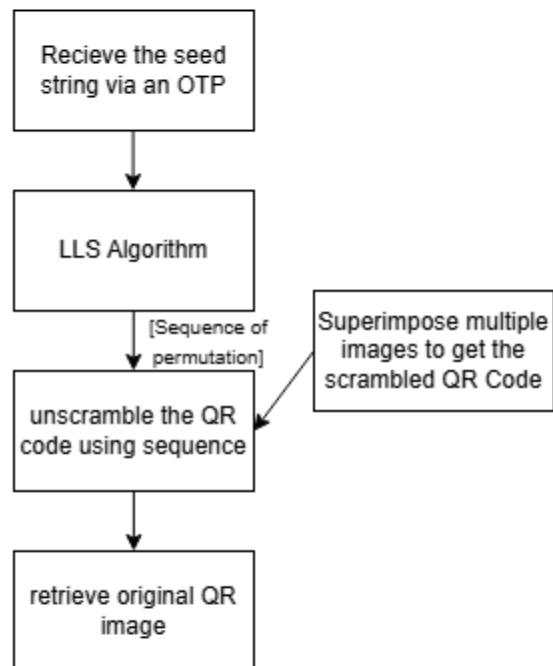 Recieve the seed
string via an OTP
LLS Algorithm
[Sequence of
permutation]
Superimpose multiple
images to get the
scrambled QR Code
unscramble the QR
code using sequence
retrieve original QR
image